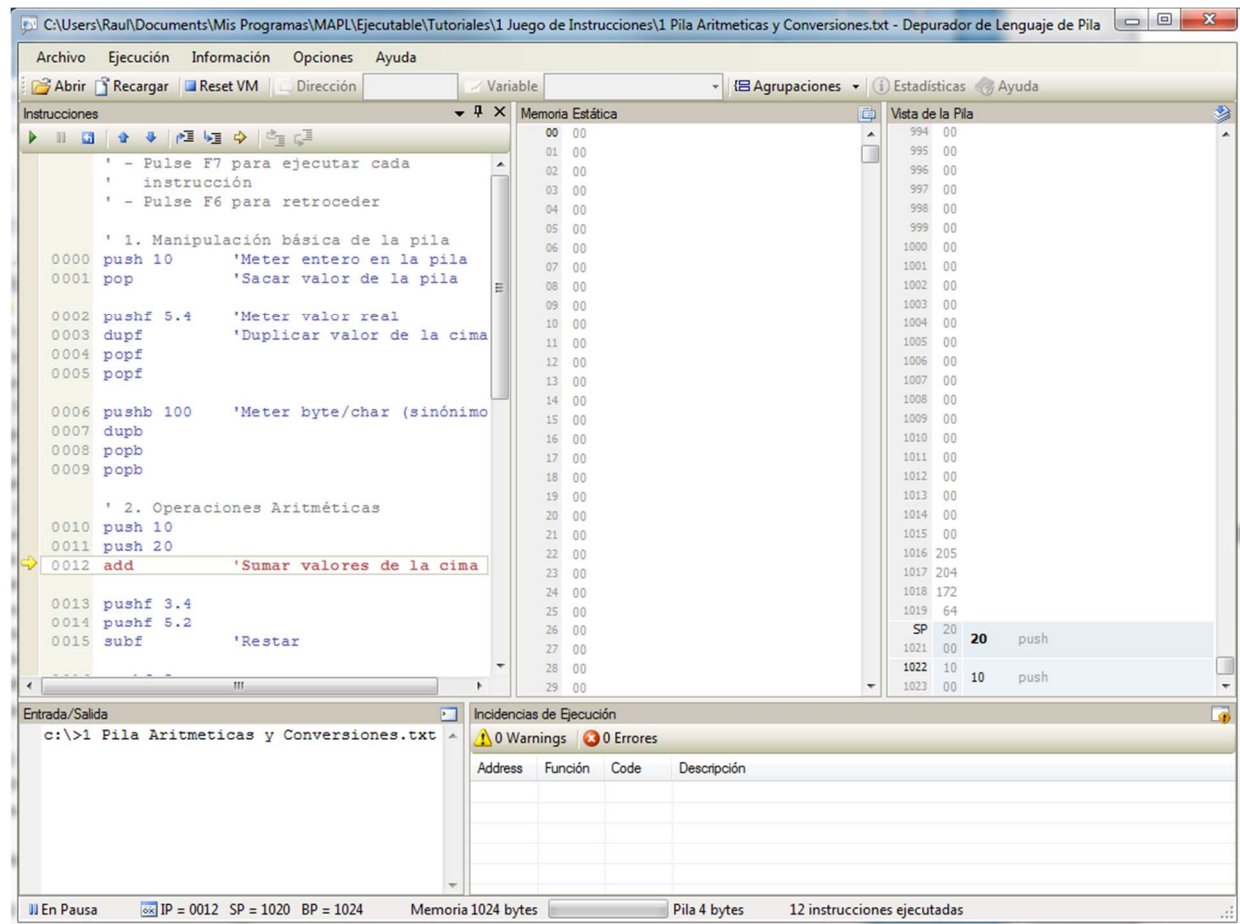 C:\Users\Raul\Documents\Mis Programas\MAPL\Ejecutable\Tutoriales\1 Juego de Instrucciones\1 Pila Aritmeticas y Conversiones.txt - Depurador de Lenguaje de Pila
Archivo Ejecución Información Opciones Ayuda
Abrir Recargar Reset VM Dirección Variable Agrupaciones Estadísticas Ayuda
Instrucciones
' - Pulse F7 para ejecutar cada
' instrucción
' - Pulse F6 para retroceder
' 1. Manipulación básica de la pila
0000 push 10 'Meter entero en la pila
0001 pop 'Sacar valor de la pila
0002 pushf 5.4 'Meter valor real
0003 dupf 'Duplicar valor de la cima
0004 popf
0005 popf
0006 pushb 100 'Meter byte/char (sinónimo
0007 dupb
0008 popb
0009 popb
' 2. Operaciones Aritméticas
0010 push 10
0011 push 20
0012 add 'Sumar valores de la cima
0013 pushf 3.4
0014 pushf 5.2
0015 subf 'Restar
Memoria Estática
00 00
01 00
02 00
03 00
04 00
05 00
06 00
07 00
08 00
09 00
10 00
11 00
12 00
13 00
14 00
15 00
16 00
17 00
18 00
19 00
20 00
21 00
22 00
23 00
24 00
25 00
26 00
27 00
28 00
29 00
Vista de la Pila
994 00
995 00
996 00
997 00
998 00
999 00
1000 00
1001 00
1002 00
1003 00
1004 00
1005 00
1006 00
1007 00
1008 00
1009 00
1010 00
1011 00
1012 00
1013 00
1014 00
1015 00
1016 205
1017 204
1018 172
1019 64
SP 20
20 push
1021 00
1022 10
10 push
1023 00
Entrada/Salida
c:\>1 Pila Aritmeticas y Conversiones.txt
Incidencias de Ejecución
0 Warnings 0 Errores
Address Función Code Descripción
En Pausa IP = 0012 SP = 1020 BP = 1024 Memoria 1024 bytes Pila 4 bytes 12 instrucciones ejecutadas